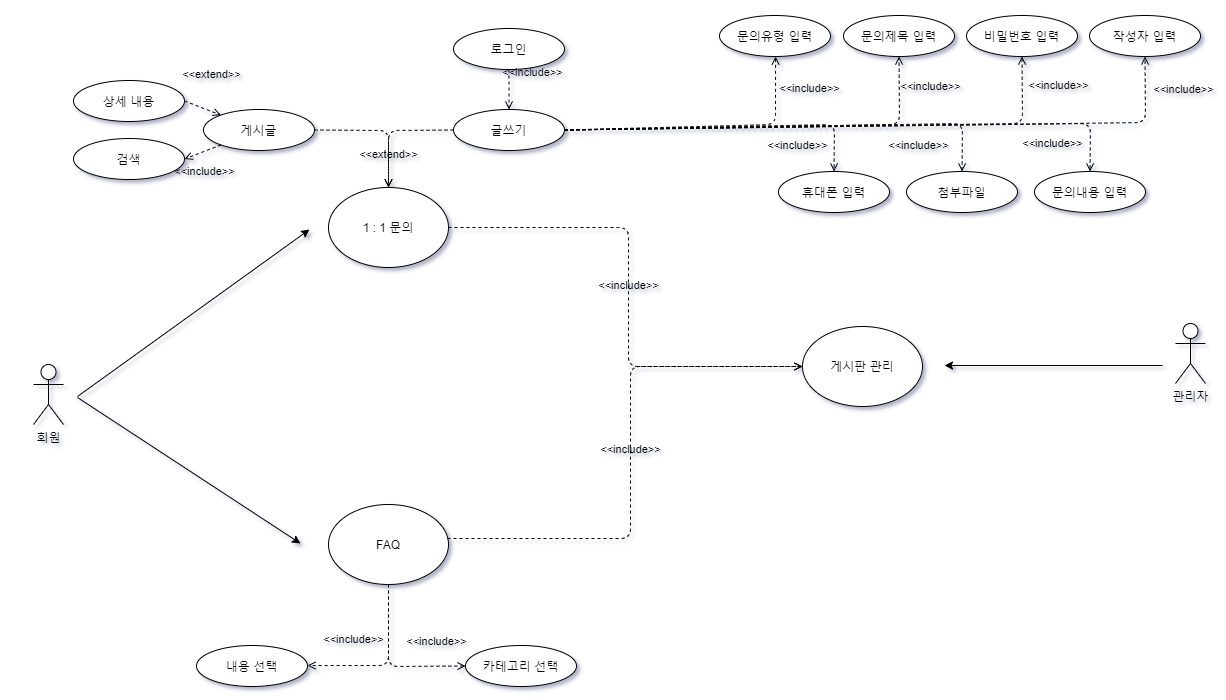 문의유형 입력
문의제목 입력
비밀번호 입력
작성자 입력
로그인
<<include>>
<<extend>>
<<include>>
<<include>>
<<include>>
<<include>>
상세 내용
게시글
글쓰기
<<extend>>
<<include>>
<<include>>
<<include>>
검색
<<include>>
휴대폰 입력
첨부파일
문의내용 입력
1 : 1 문의
<<include>>
게시판 관리
관리자
회원
<<include>>
FAQ
<<include>>
<<include>>
내용 선택
카테고리 선택